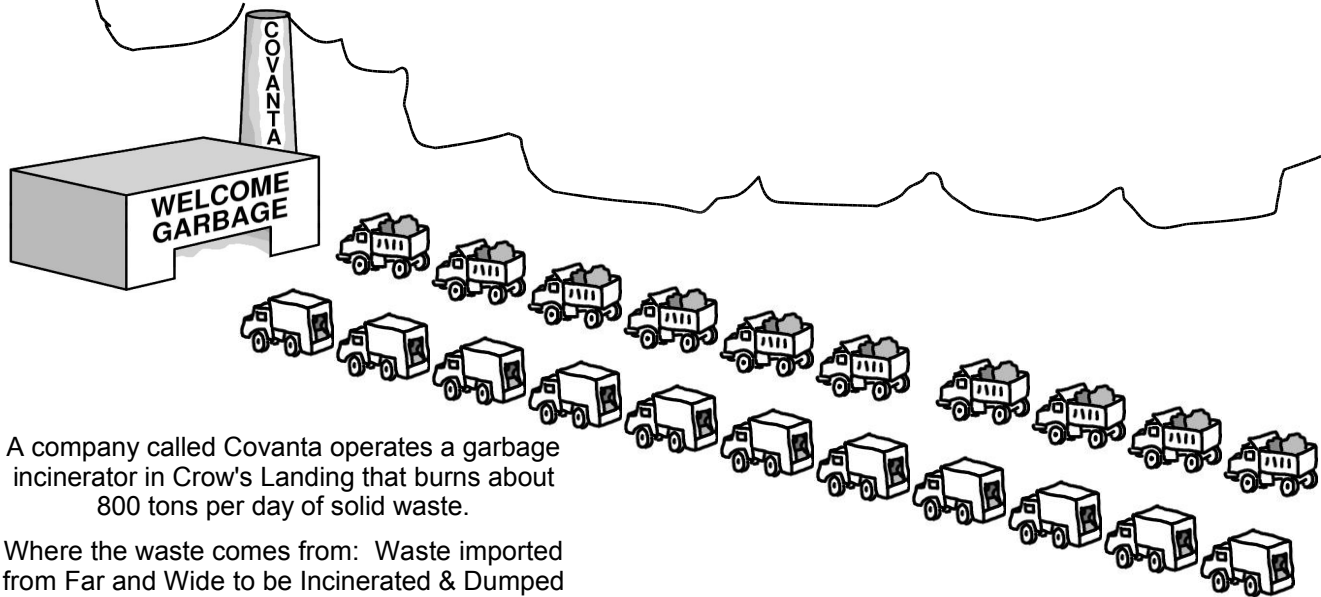 COVANTA
WELCOME
GARBAGE
A company called Covanta operates a garbage
incinerator in Crow's Landing that burns about
800 tons per day of solid waste.
Where the waste comes from:  Waste imported
from Far and Wide to be Incinerated & Dumped